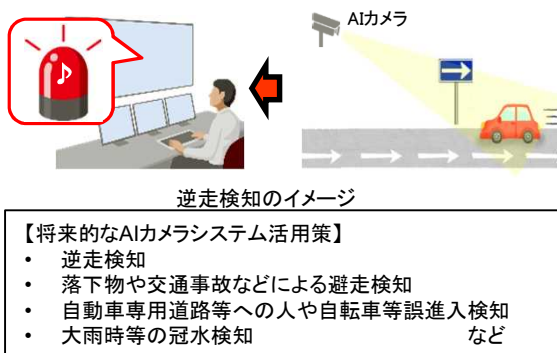 AIカメラ
逆走検知のイメージ
【将来的なAIカメラシステム活用策】
• 逆走検知
• 落下物や交通事故などによる避走検知
• 自動車専用道路等への人や自転車等誤進入検知
• 大雨時等の冠水検知 など